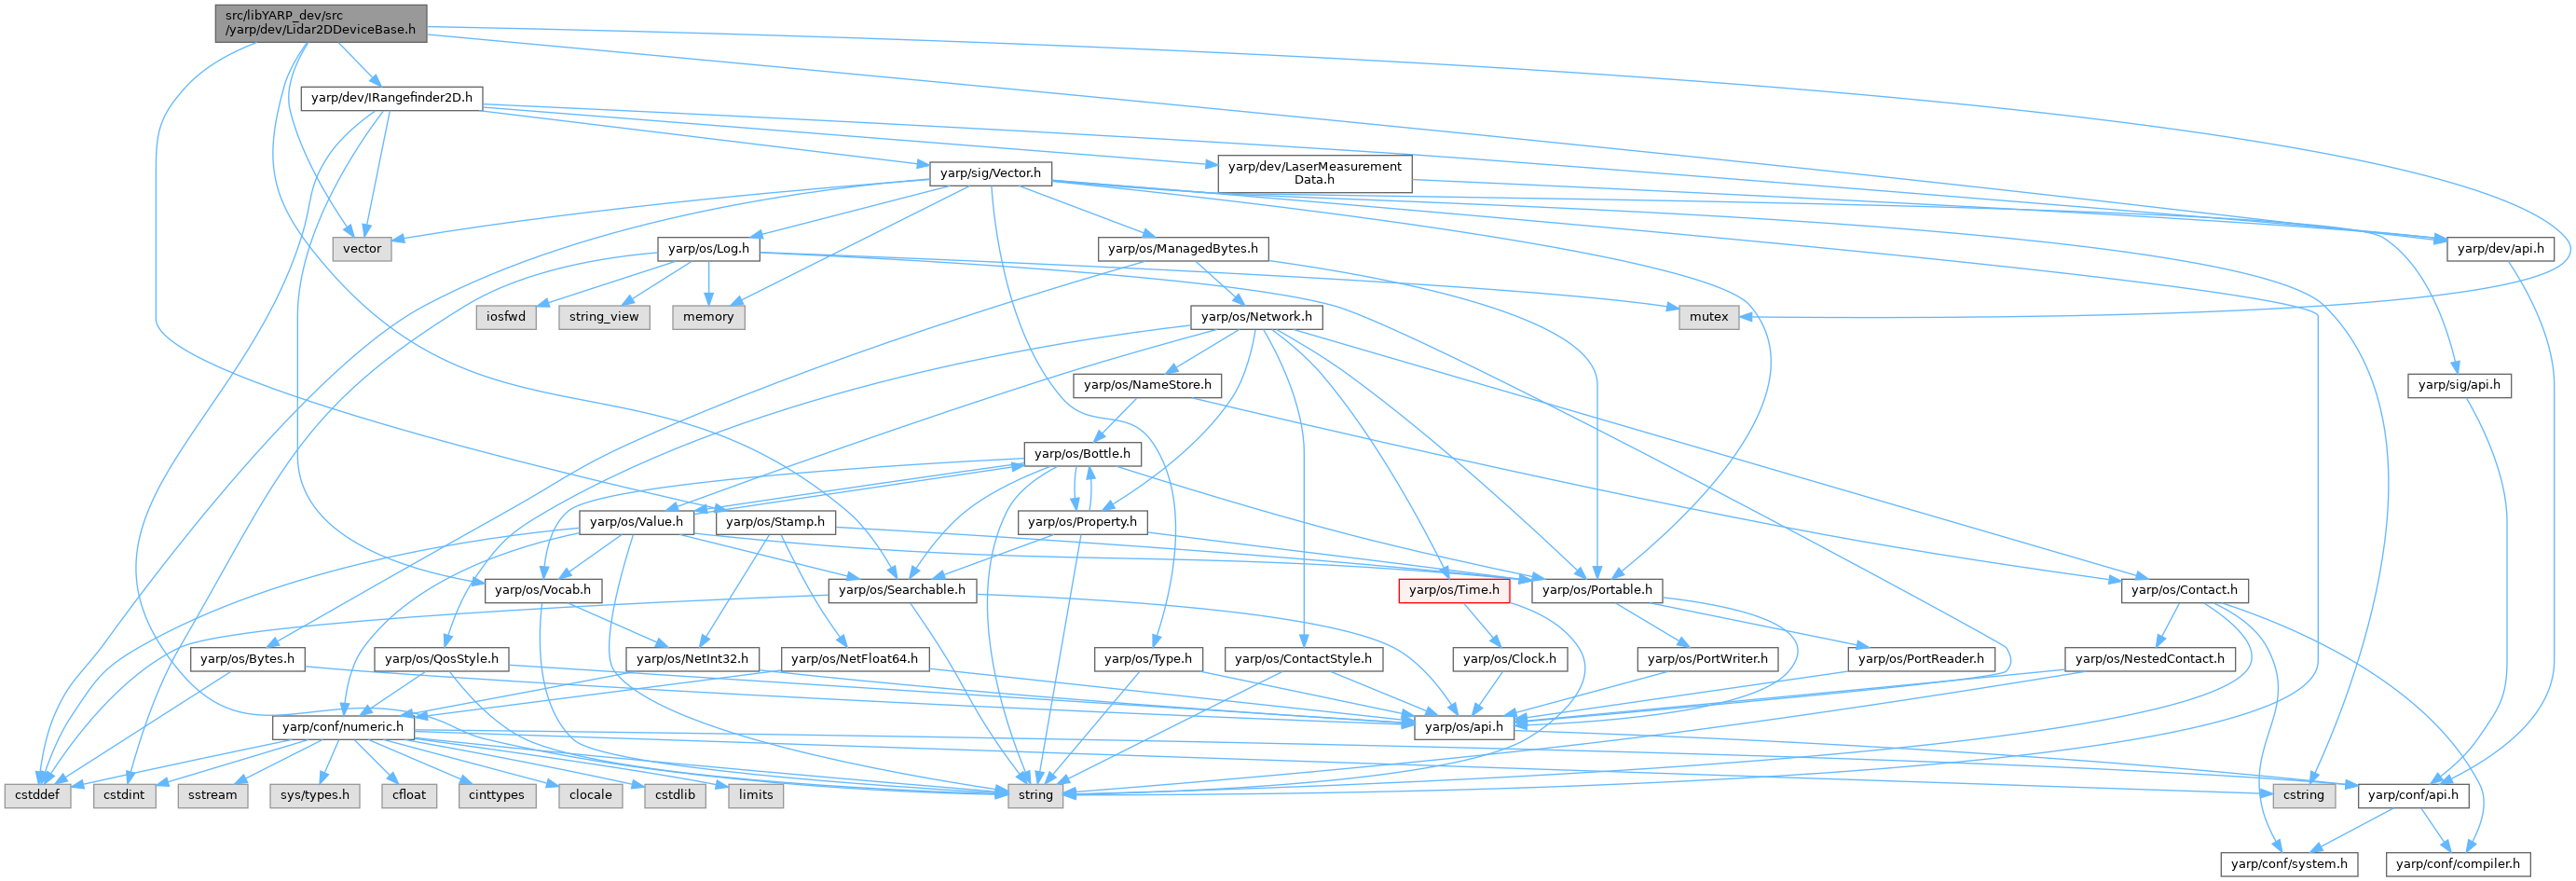 src/libYARP_dev/src
/yarp/dev/Lidar2DDeviceBase.h
yarp/dev/IRangefinder2D.h
yarp/sig/Vector.h
yarp/dev/LaserMeasurement
Data.h
vector
yarp/os/Log.h
yarp/os/ManagedBytes.h
yarp/dev/api.h
iosfwd
string_view
memory
yarp/os/Network.h
mutex
yarp/os/NameStore.h
yarp/sig/api.h
yarp/os/Bottle.h
yarp/os/Value.h
yarp/os/Stamp.h
yarp/os/Property.h
yarp/os/Vocab.h
yarp/os/Searchable.h
yarp/os/Time.h
yarp/os/Portable.h
yarp/os/Contact.h
yarp/os/Bytes.h
yarp/os/QosStyle.h
yarp/os/NetInt32.h
yarp/os/NetFloat64.h
yarp/os/Type.h
yarp/os/ContactStyle.h
yarp/os/Clock.h
yarp/os/PortWriter.h
yarp/os/PortReader.h
yarp/os/NestedContact.h
yarp/conf/numeric.h
yarp/os/api.h
cstddef
cstdint
sstream
sys/types.h
cfloat
cinttypes
clocale
cstdlib
limits
string
cstring
yarp/conf/api.h
yarp/conf/system.h
yarp/conf/compiler.h